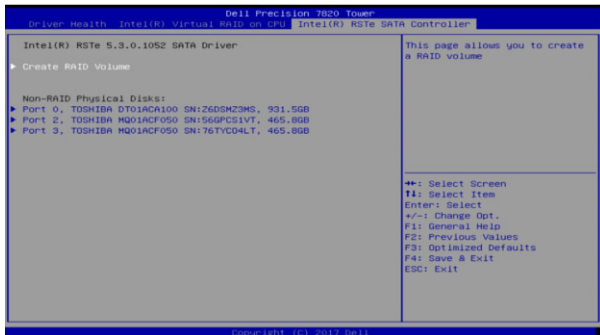 Dell Precision 7820 Tower
Driver Health Intel(R) Virtual RAID on CPU Intel(R) RSTe SATA Controller
Intel(R) RSTe 5.3.0.1052 SATA Driver
Create RAID Volume
Non-RAID Physical Disks:
Port 0, TOSHIBA DT01ACA100 SN:Z6DSMZ3MS, 931.5GB
Port 2, TOSHIBA MQ01ACF050 SN:56GPCS1VT, 465.8GB
Port 3, TOSHIBA MQ01ACF050 SN:76TYCO4LT, 465.8GB
This page allows you to create
a RAID volume
→←: Select Screen
↑↓: Select Item
Enter: Select
+/-: Change Opt.
F1: General Help
F2: Previous Values
F3: Optimized Defaults
F4: Save & Exit
ESC: Exit
Copyright (C) 2017 Dell